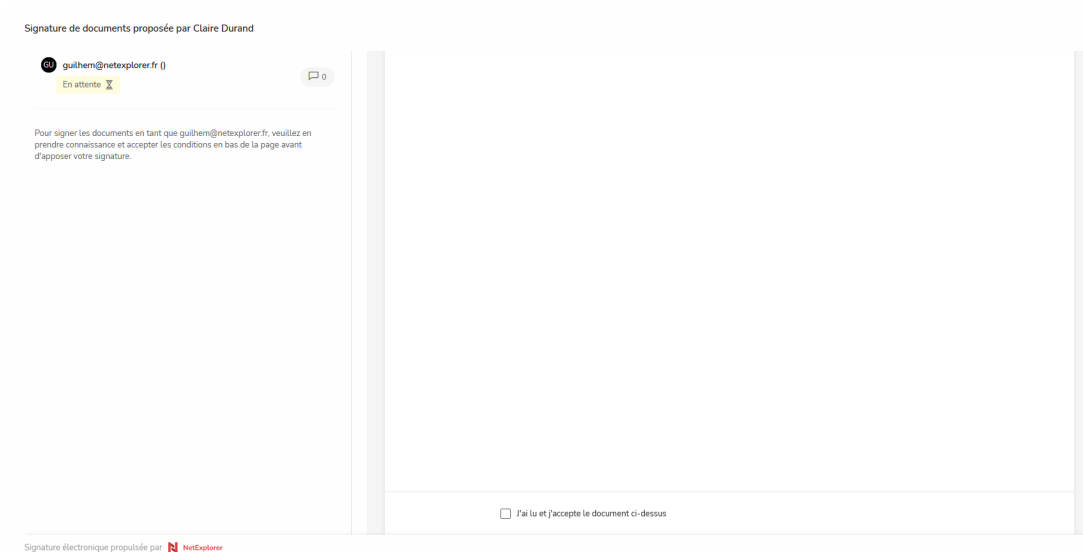 Signature de documents proposée par Claire Durand
GU guilhem@netexplorer.fr ()
En attente
0
Pour signer les documents en tant que guilhem@netexplorer.fr, veuillez en
prendre connaissance et accepter les conditions en bas de la page avant
d'apposer votre signature.
J'ai lu et j'accepte le document ci-dessus
Signature électronique propulsée par N NetExplorer